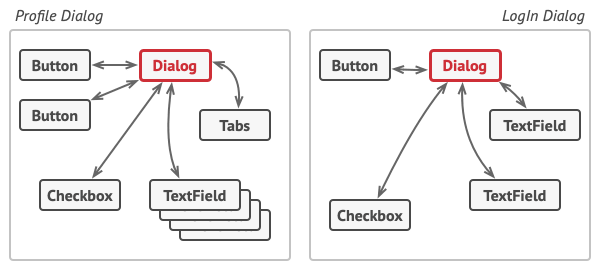 Profile Dialog
Button
Dialog
Button
Tabs
Checkbox
TextField
LogIn Dialog
Button
Dialog
TextField
TextField
Checkbox